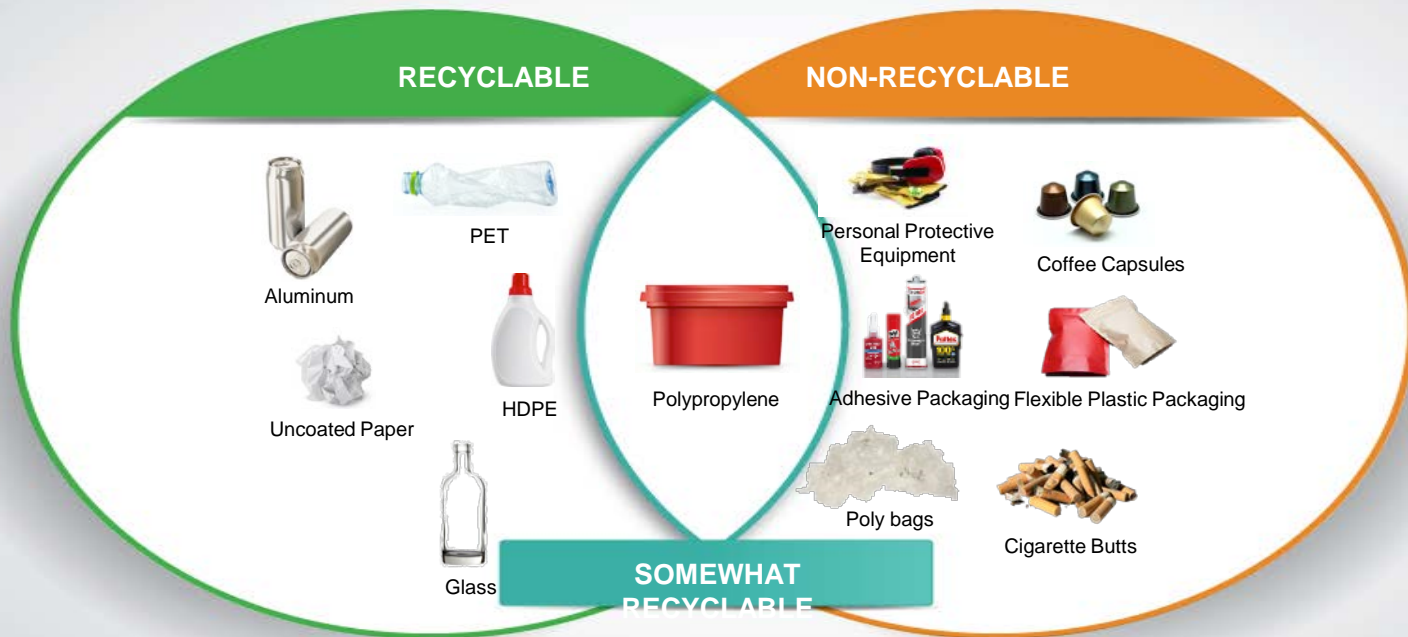 RECYCLABLE
NON-RECYCLABLE
PET
Aluminum
Uncoated Paper
HDPE
Glass
Polypropylene
Personal Protective
Equipment
Coffee Capsules
Adhesive Packaging
Flexible Plastic Packaging
Poly bags
Cigarette Butts
SOMEWHAT
RECYCLABLE